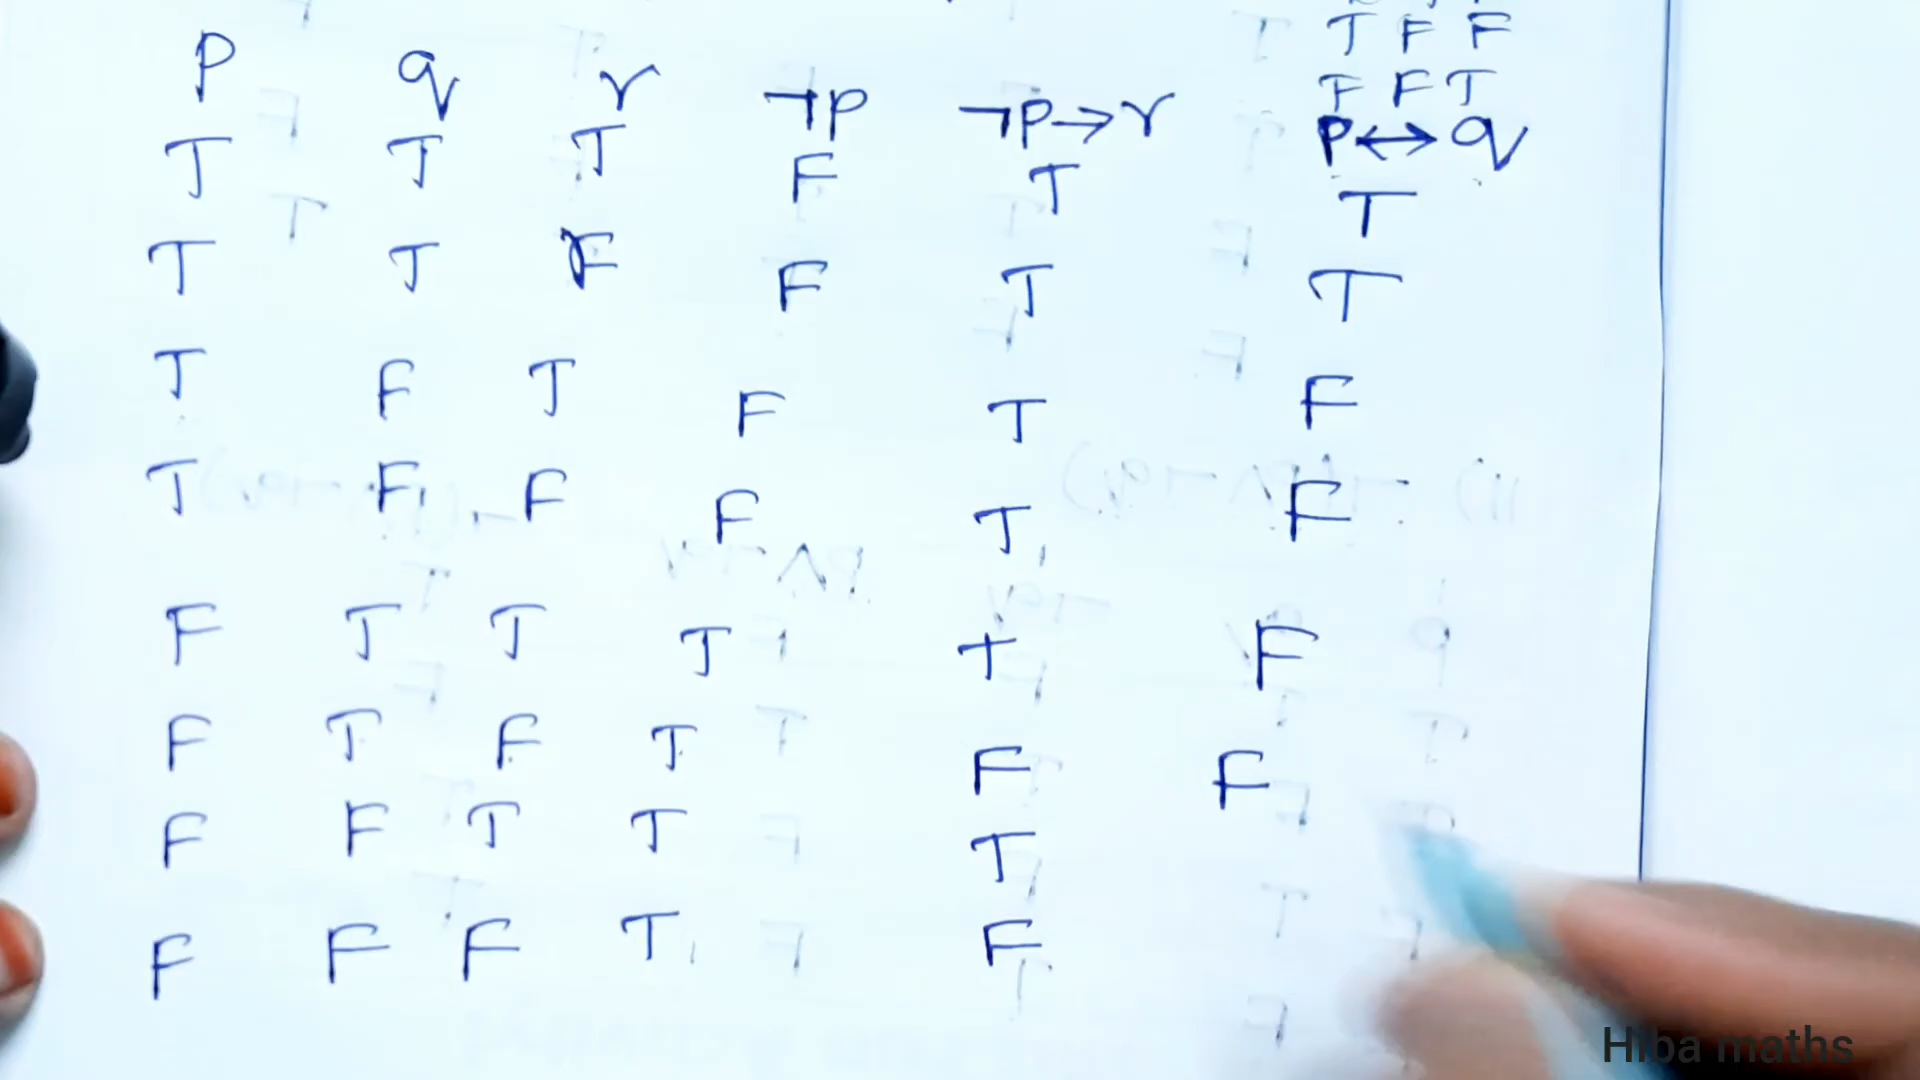 T F F
F F T
p q r ¬p ¬p→r p↔q
T T T F T T
T T F F T T
T F T F T F
T F F F T F
F T T T T F
F T F T F F
F F T T T
F F F T F
Hiba maths